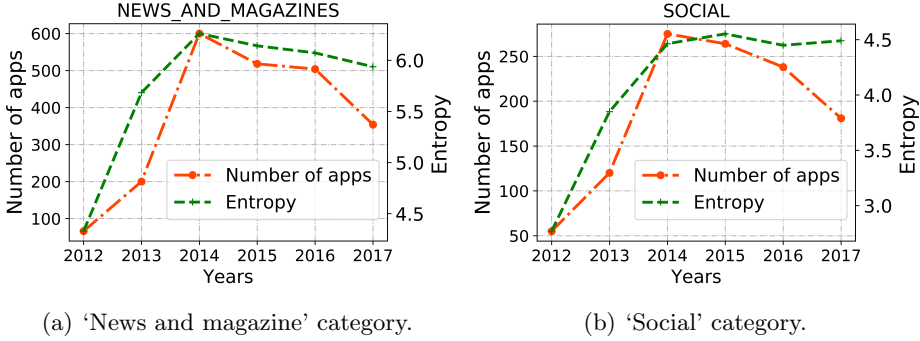 NEWS_AND_MAGAZINES
Number of apps
600
500
400
300
200
100
6.0
5.5
5.0
4.5
Entropy
Number of apps
Entropy
2012 2013 2014 2015 2016 2017
Years
(a) ‘News and magazine’ category.
SOCIAL
Number of apps
250
200
150
100
50
4.5
4.0
3.5
3.0
Entropy
Number of apps
Entropy
2012 2013 2014 2015 2016 2017
Years
(b) ‘Social’ category.